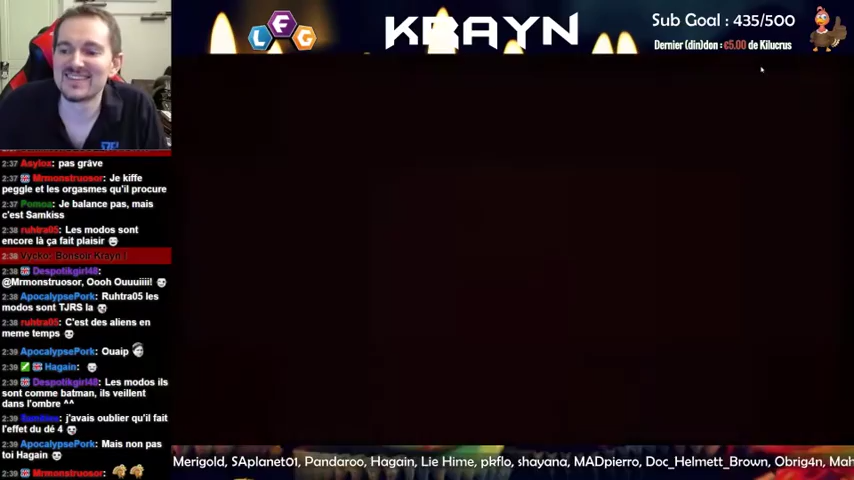 L F G
KRAYN
Sub Goal : 435/500
Dernier (din)don : €5.00 de Kilucrus
2:37 Asylox: pas grâve
2:37 Mrmonstruosor: Je kiffe
peggle et les orgasmes qu'il procure
2:37 Pomoa: Je balance pas, mais
c'est Samkiss
2:38 ruhtra05: Les modos sont
encore là ça fait plaisir
2:38 Vycko: Bonsoir Krayn !
2:38 Despotikgirl48:
@Mrmonstruosor, Oooh Ouuuiiii!
2:38 ApocalypsePork: Ruhtra05 les
modos sont TJRS la
2:38 ruhtra05: C'est des aliens en
meme temps
2:39 ApocalypsePork: Ouaip
2:39 Hagain:
2:39 Despotikgirl48: Les modos ils
sont comme batman, ils veillent
dans l'ombre ^^
2:39 j'avais oublier qu'il fait
l'effet du dé 4
2:39 ApocalypsePork: Mais non pas
toi Hagain
2:39 Mrmonstruosor:
Merigold, SAplanet01, Pandaroo, Hagain, Lie Hime, pkflo, shayana, MADpierro, Doc_Helmett_Brown, Obrig4n, Mah